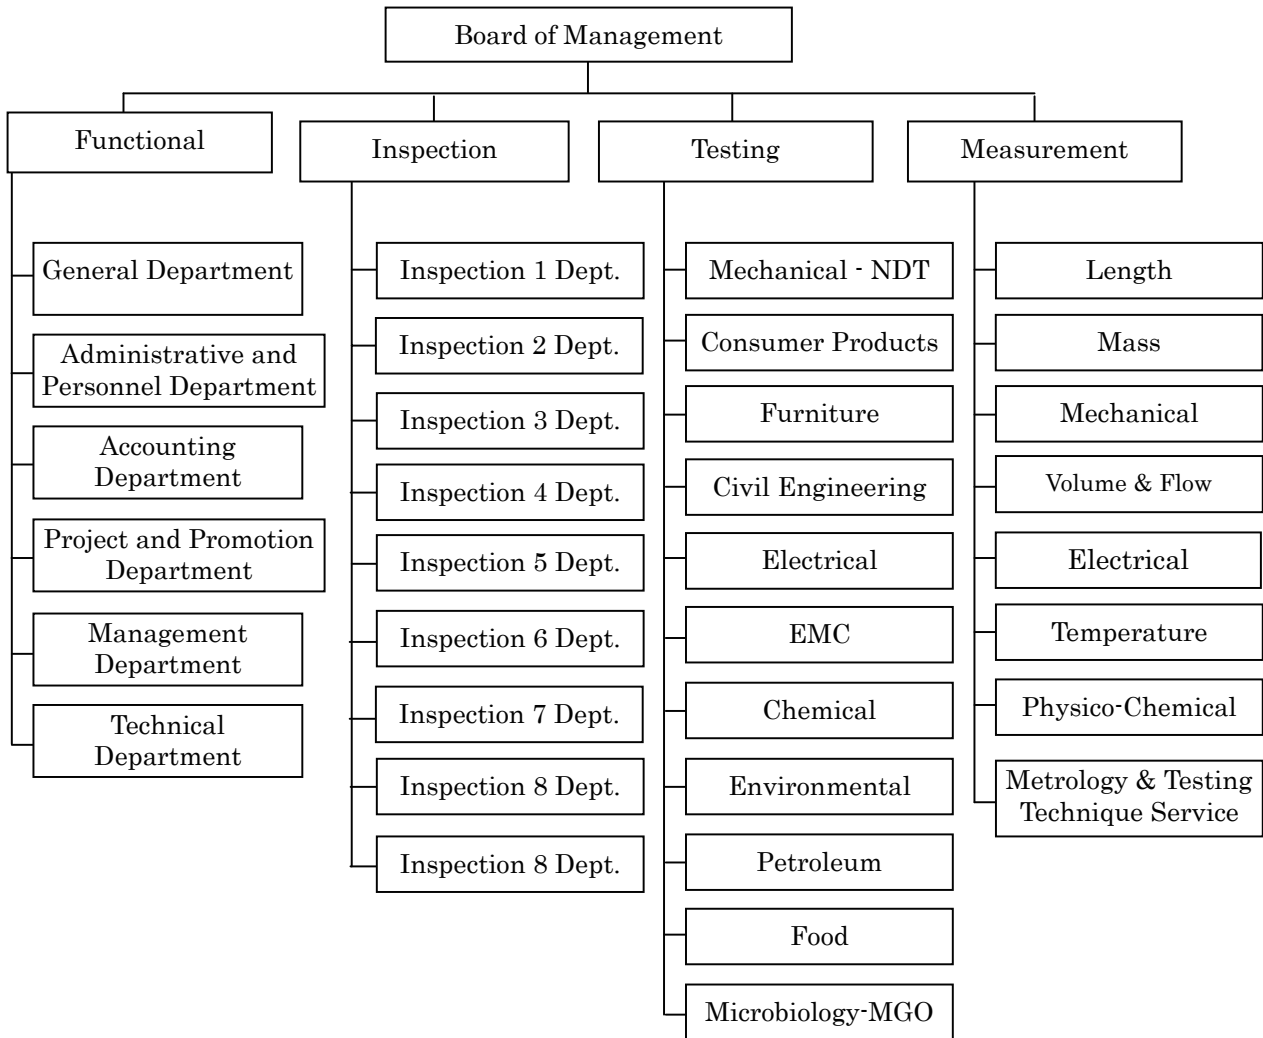 Board of Management
Functional
Inspection
Testing
Measurement
General Department
Administrative and
Personnel Department
Accounting
Department
Project and Promotion
Department
Management
Department
Technical
Department
Inspection 1 Dept.
Inspection 2 Dept.
Inspection 3 Dept.
Inspection 4 Dept.
Inspection 5 Dept.
Inspection 6 Dept.
Inspection 7 Dept.
Inspection 8 Dept.
Inspection 8 Dept.
Mechanical - NDT
Consumer Products
Furniture
Civil Engineering
Electrical
EMC
Chemical
Environmental
Petroleum
Food
Microbiology-MGO
Length
Mass
Mechanical
Volume & Flow
Electrical
Temperature
Physico-Chemical
Metrology & Testing
Technique Service